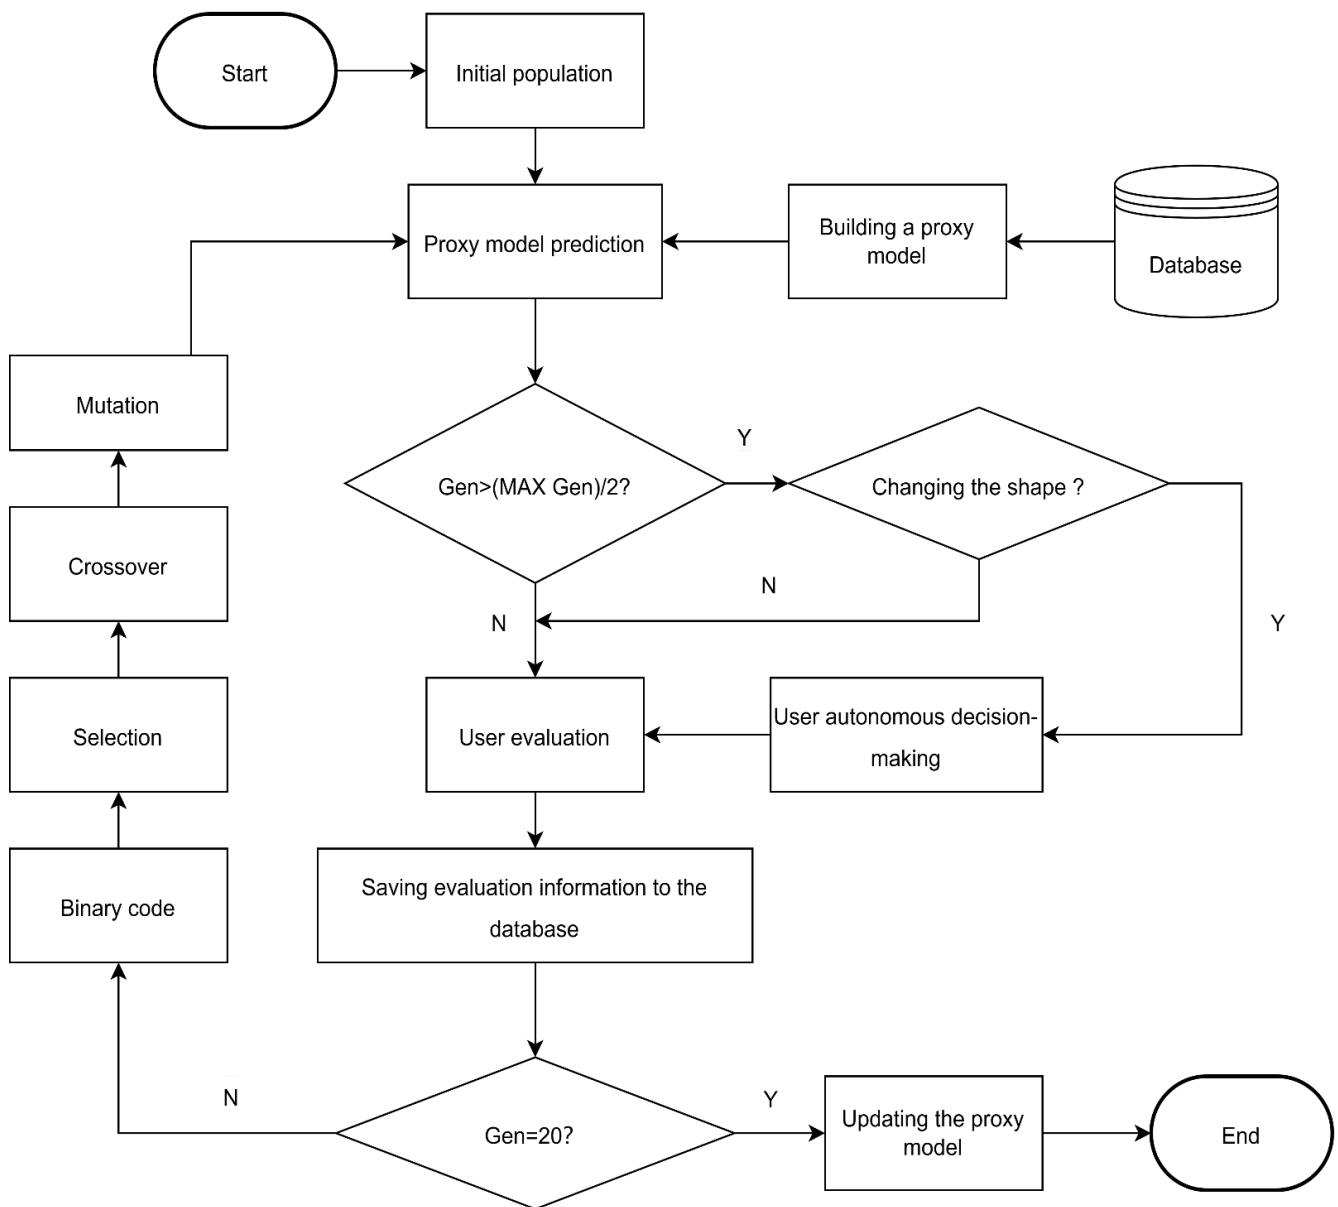 Start
Initial population
Proxy model prediction
Building a proxy
model
Database
Mutation
Gen>(MAX Gen)/2?
Y
Changing the shape ?
Crossover
N
N
Y
Selection
User evaluation
User autonomous decision-
making
Binary code
Saving evaluation information to the
database
N
Gen=20?
Y
Updating the proxy
model
End